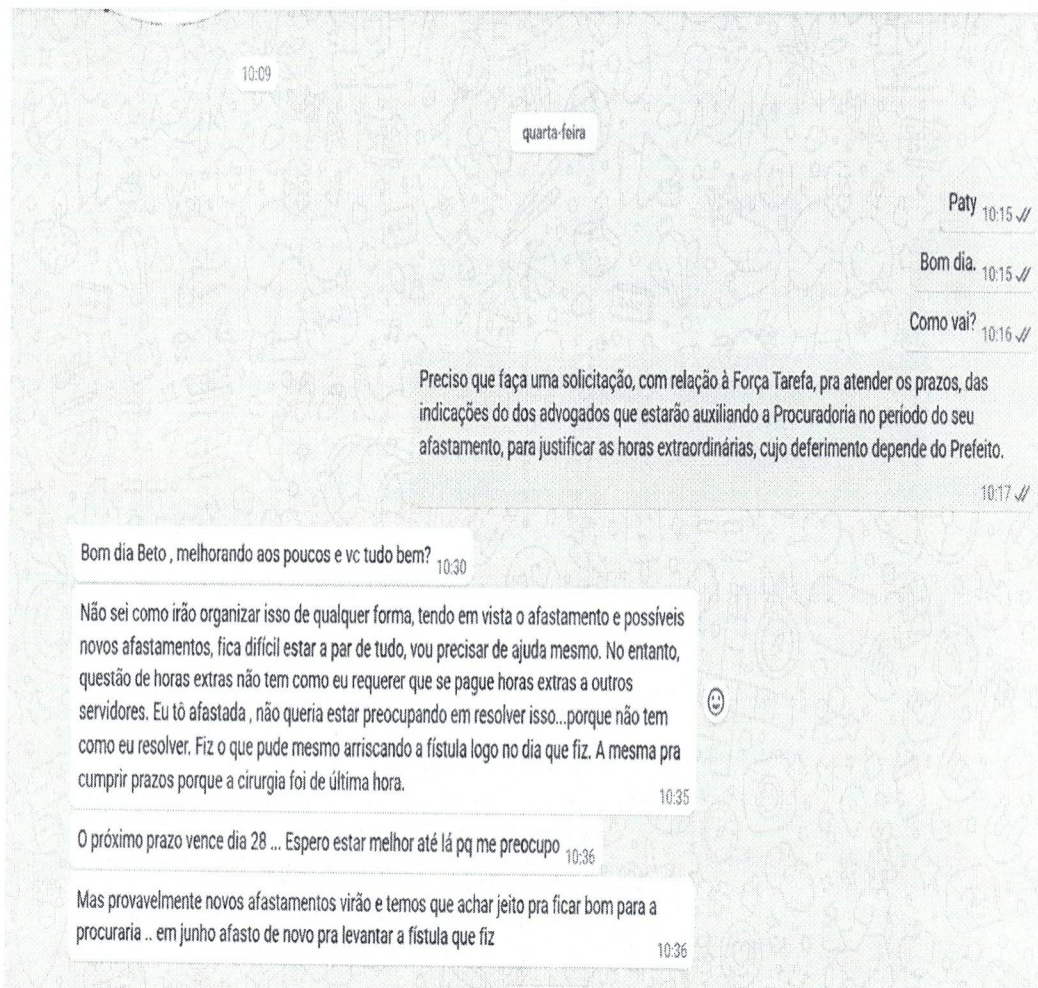 10:09
quarta-feira
Paty 10:15
Bom dia. 10:15
Como vai? 10:16
Preciso que faça uma solicitação, com relação à Força Tarefa, pra atender os prazos, das
indicações do dos advogados que estarão auxiliando a Procuradoria no período do seu
afastamento, para justificar as horas extraordinárias, cujo deferimento depende do Prefeito.
10:17
Bom dia Beto , melhorando aos poucos e vc tudo bem? 10:30
Não sei como irão organizar isso de qualquer forma, tendo em vista o afastamento e possíveis
novos afastamentos, fica difícil estar a par de tudo, vou precisar de ajuda mesmo. No entanto,
questão de horas extras não tem como eu requerer que se pague horas extras a outros
servidores. Eu tô afastada , não queria estar preocupando em resolver isso...porque não tem
como eu resolver. Fiz o que pude mesmo arriscando a fístula logo no dia que fiz. A mesma pra
cumprir prazos porque a cirurgia foi de última hora.
10:35
O próximo prazo vence dia 28 ... Espero estar melhor até lá pq me preocupo 10:36
Mas provavelmente novos afastamentos virão e temos que achar jeito pra ficar bom para a
procuraria .. em junho afasto de novo pra levantar a fístula que fiz
10:36